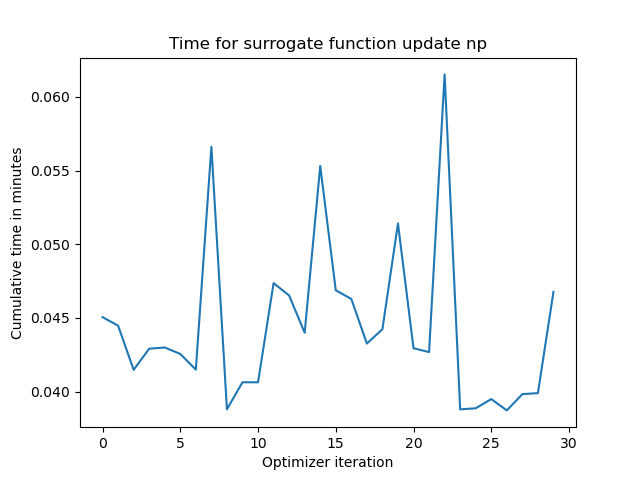 Time for surrogate function update np
Cumulative time in minutes
0.060
0.055
0.050
0.045
0.040
0 5 10 15 20 25 30
Optimizer iteration